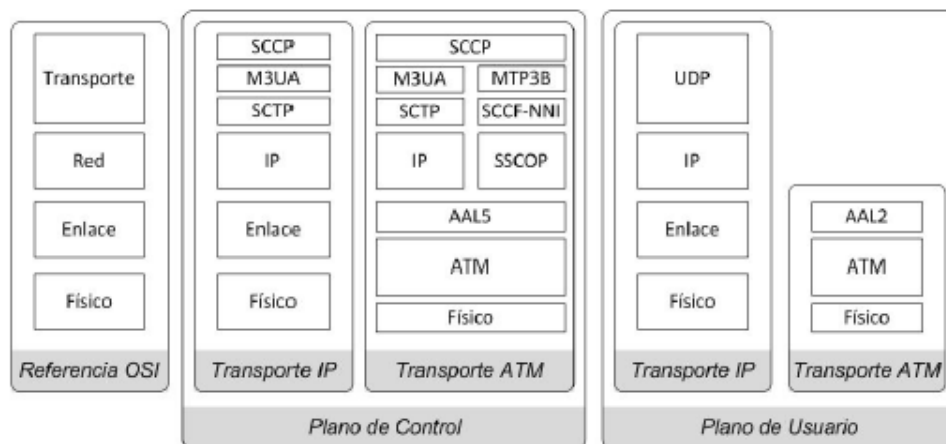 Transporte
Red
Enlace
Físico
Referencia OSI
SCCP
M3UA
SCTP
IP
Enlace
Físico
Transporte IP
SCCP
M3UA
MTP3B
SCTP
SCCF-NNI
IP
SSCOP
AAL5
ATM
Físico
Transporte ATM
Plano de Control
UDP
IP
Enlace
Físico
Transporte IP
AAL2
ATM
Físico
Transporte ATM
Plano de Usuario